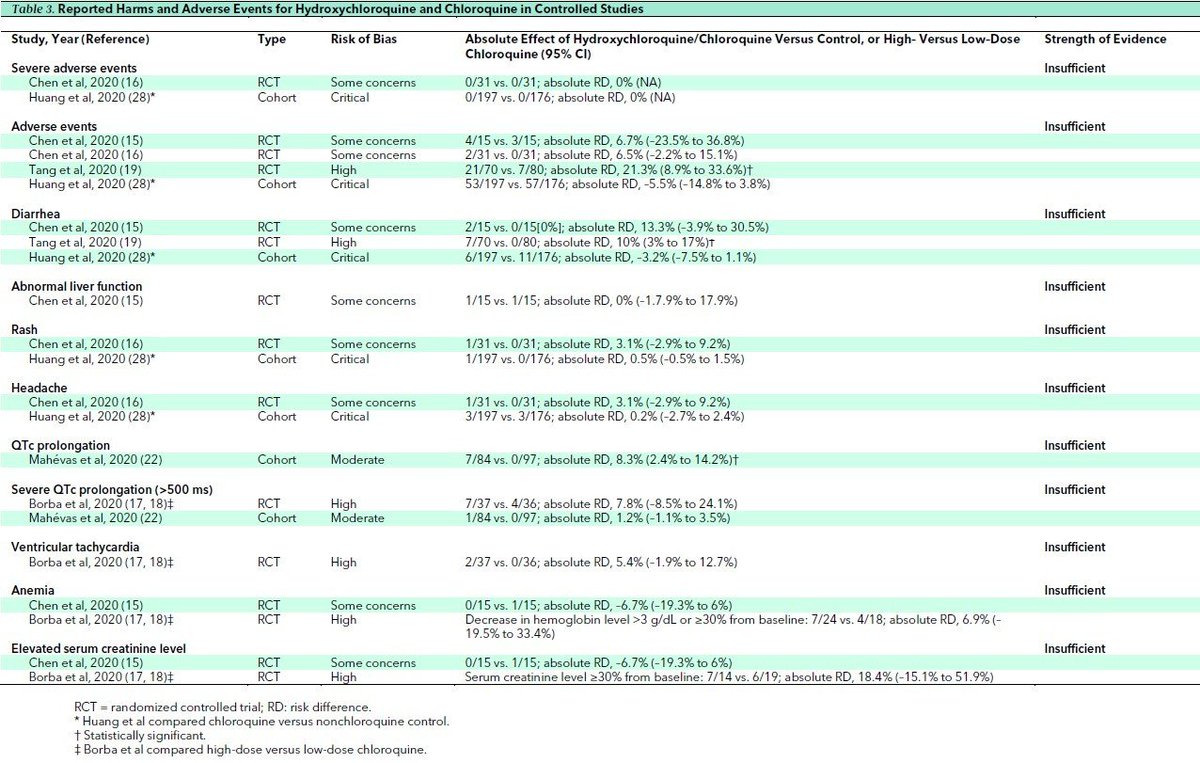 Table 3. Reported Harms and Adverse Events for Hydroxychloroquine and Chloroquine in Controlled Studies
Study, Year (Reference) Type Risk of Bias Absolute Effect of Hydroxychloroquine/Chloroquine Versus Control, or High- Versus Low-Dose Chloroquine (95% CI) Strength of Evidence
Severe adverse events Insufficient
Chen et al, 2020 (16) RCT Some concerns 0/31 vs. 0/31; absolute RD, 0% (NA)
Huang et al, 2020 (28)* Cohort Critical 0/197 vs. 0/176; absolute RD, 0% (NA)
Adverse events Insufficient
Chen et al, 2020 (15) RCT Some concerns 4/15 vs. 3/15; absolute RD, 6.7% (–23.5% to 36.8%)
Chen et al, 2020 (16) RCT Some concerns 2/31 vs. 0/31; absolute RD, 6.5% (–2.2% to 15.1%)
Tang et al, 2020 (19) RCT High 21/70 vs. 7/80; absolute RD, 21.3% (8.9% to 33.6%)†
Huang et al, 2020 (28)* Cohort Critical 53/197 vs. 57/176; absolute RD, –5.5% (–14.8% to 3.8%)
Diarrhea Insufficient
Chen et al, 2020 (15) RCT Some concerns 2/15 vs. 0/15[0%]; absolute RD, 13.3% (–3.9% to 30.5%)
Tang et al, 2020 (19) RCT High 7/70 vs. 0/80; absolute RD, 10% (3% to 17%)†
Huang et al, 2020 (28)* Cohort Critical 6/197 vs. 11/176; absolute RD, –3.2% (–7.5% to 1.1%)
Abnormal liver function Insufficient
Chen et al, 2020 (15) RCT Some concerns 1/15 vs. 1/15; absolute RD, 0% (–1.7.9% to 17.9%)
Rash Insufficient
Chen et al, 2020 (16) RCT Some concerns 1/31 vs. 0/31; absolute RD, 3.1% (–2.9% to 9.2%)
Huang et al, 2020 (28)* Cohort Critical 1/197 vs. 0/176; absolute RD, 0.5% (–0.5% to 1.5%)
Headache Insufficient
Chen et al, 2020 (16) RCT Some concerns 1/31 vs. 0/31; absolute RD, 3.1% (–2.9% to 9.2%)
Huang et al, 2020 (28)* Cohort Critical 3/197 vs. 3/176; absolute RD, 0.2% (–2.7% to 2.4%)
QTc prolongation Insufficient
Mahévas et al, 2020 (22) Cohort Moderate 7/84 vs. 0/97; absolute RD, 8.3% (2.4% to 14.2%)†
Severe QTc prolongation (>500 ms) Insufficient
Borba et al, 2020 (17, 18)‡ RCT High 7/37 vs. 4/36; absolute RD, 7.8% (–8.5% to 24.1%)
Mahévas et al, 2020 (22) Cohort Moderate 1/84 vs. 0/97; absolute RD, 1.2% (–1.1% to 3.5%)
Ventricular tachycardia Insufficient
Borba et al, 2020 (17, 18)‡ RCT High 2/37 vs. 0/36; absolute RD, 5.4% (–1.9% to 12.7%)
Anemia Insufficient
Chen et al, 2020 (15) RCT Some concerns 0/15 vs. 1/15; absolute RD, –6.7% (–19.3% to 6%)
Borba et al, 2020 (17, 18)‡ RCT High Decrease in hemoglobin level >3 g/dL or ≥30% from baseline: 7/24 vs. 4/18; absolute RD, 6.9% (–
19.5% to 33.4%)
Elevated serum creatinine level Insufficient
Chen et al, 2020 (15) RCT Some concerns 0/15 vs. 1/15; absolute RD, –6.7% (–19.3% to 6%)
Borba et al, 2020 (17, 18)‡ RCT High Serum creatinine level ≥30% from baseline: 7/14 vs. 6/19; absolute RD, 18.4% (–15.1% to 51.9%)
RCT = randomized controlled trial; RD: risk difference.
* Huang et al compared chloroquine versus nonchloroquine control.
† Statistically significant.
‡ Borba et al compared high-dose versus low-dose chloroquine.